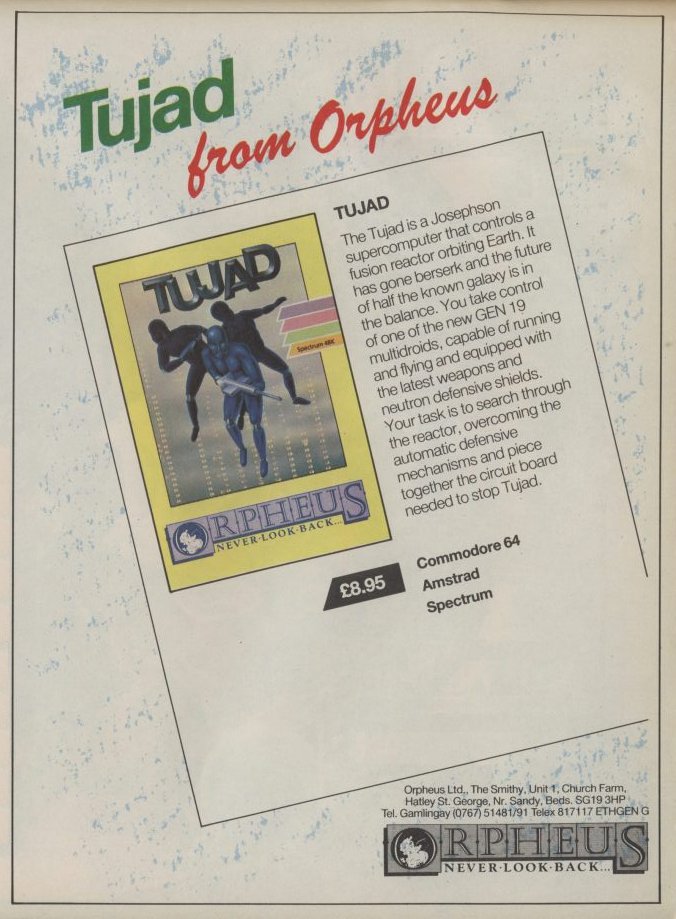 Tujad
from Orpheus
TUJAD
The Tujad is a Josephson
supercomputer that controls a
fusion reactor orbiting Earth. It
has gone berserk and the future
of half the known galaxy is in
the balance. You take control
of one of the new GEN 19
multidroids, capable of running
and flying and equipped with
the latest weapons and
neutron defensive shields.
Your task is to search through
the reactor, overcoming the
automatic defensive
mechanisms and piece
together the circuit board
needed to stop Tujad.
TUJAD
Spectrum 48K
ORPHEUS
NEVER·LOOK·BACK...
£8.95
Commodore 64
Amstrad
Spectrum
Orpheus Ltd., The Smithy, Unit 1, Church Farm,
Hatley St. George, Nr. Sandy, Beds. SG19 3HP
Tel. Gamlingay (0767) 51481/91 Telex 817117 ETHGEN G
ORPHEUS
NEVER·LOOK·BACK...